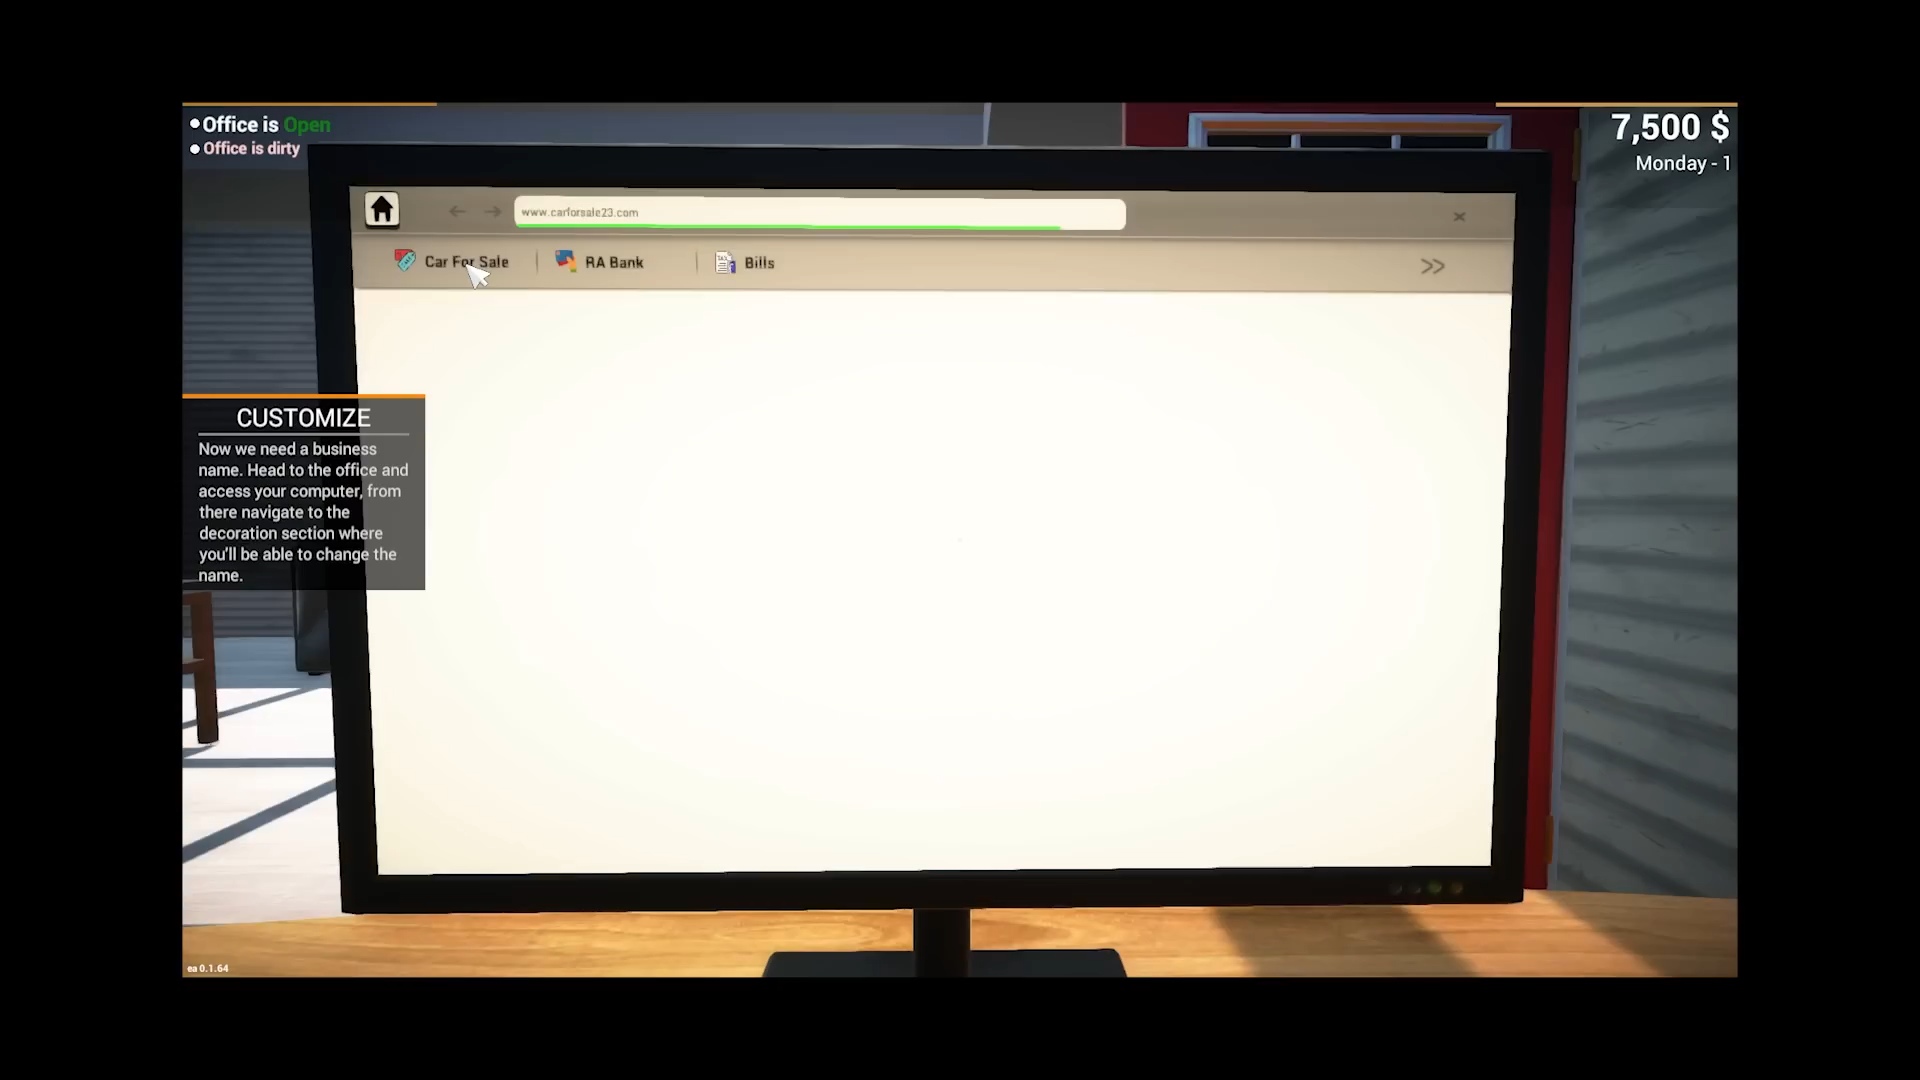 Office is Open
Office is dirty
7,500 $
Monday - 1
www.carforsale23.com
Car For Sale
RA Bank
Bills
CUSTOMIZE
Now we need a business
name. Head to the office and
access your computer, from
there navigate to the
decoration section where
you'll be able to change the
name.
ea 0.1.64